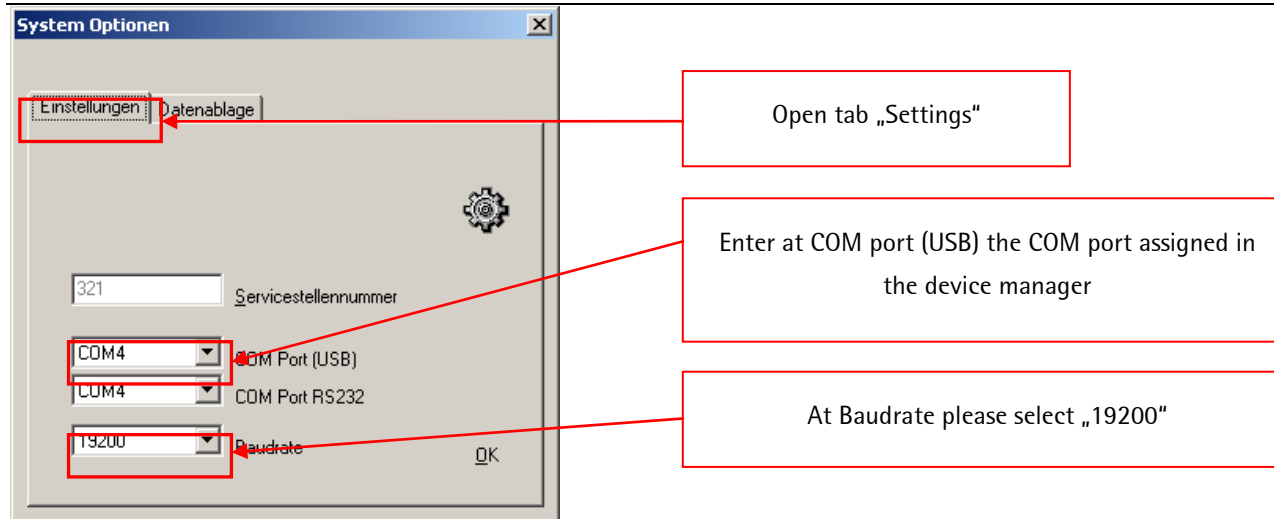 System Optionen
Einstellungen Datenablage
Open tab „Settings“
Enter at COM port (USB) the COM port assigned in
the device manager
321 Servicestellennummer
COM4 COM Port (USB)
COM4 COM Port RS232
At Baudrate please select „19200“
19200 Baudrate
OK